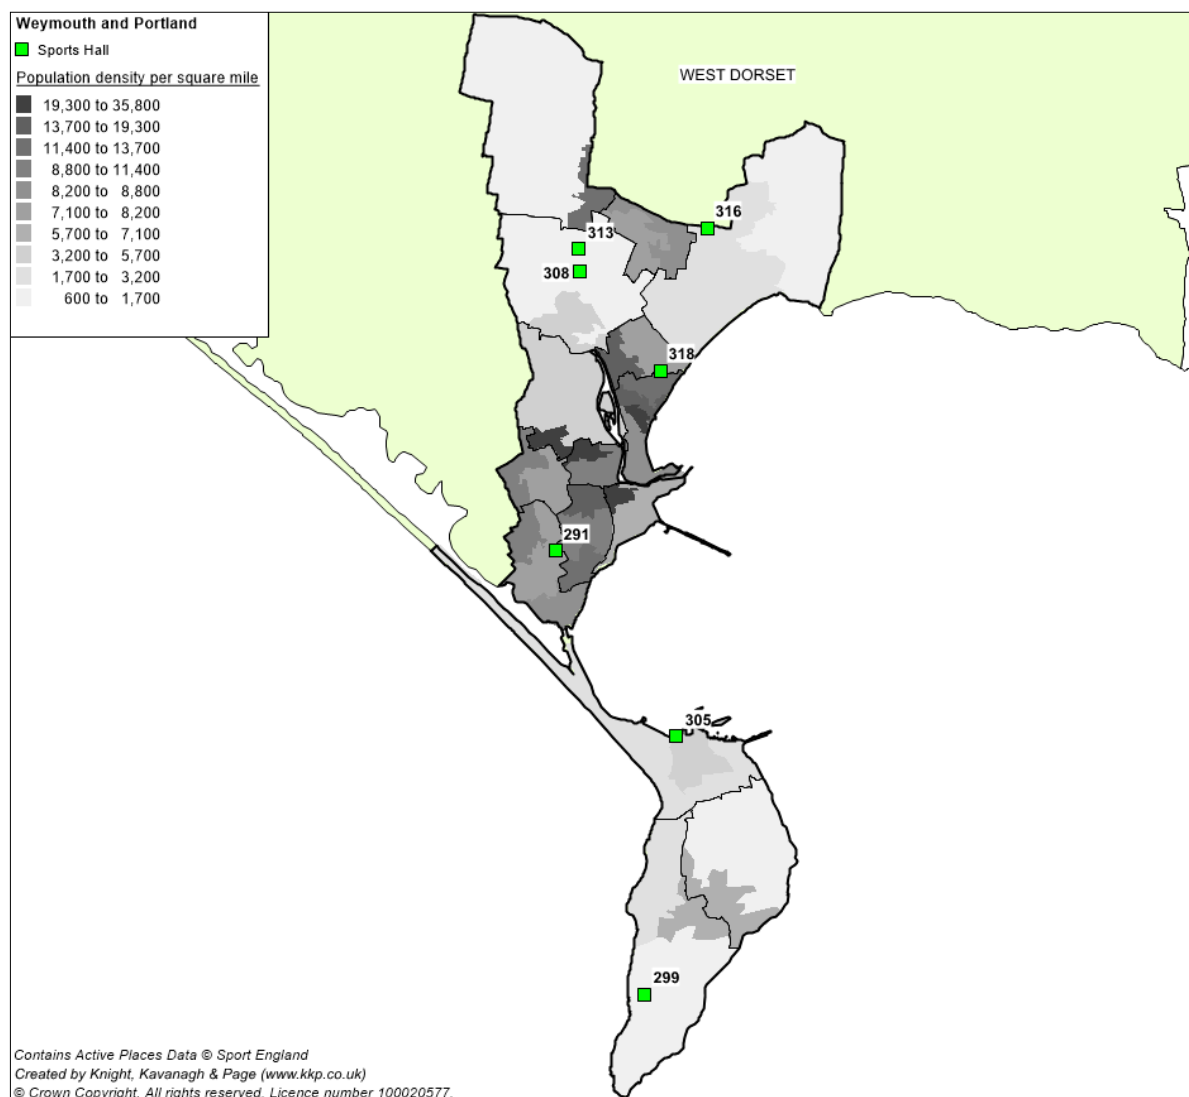 Weymouth and Portland
Sports Hall
Population density per square mile
19,300 to 35,800
13,700 to 19,300
11,400 to 13,700
8,800 to 11,400
8,200 to 8,800
7,100 to 8,200
5,700 to 7,100
3,200 to 5,700
1,700 to 3,200
600 to 1,700
WEST DORSET
316
313
308
318
291
305
299
Contains Active Places Data © Sport England
Created by Knight, Kavanagh & Page (www.kkp.co.uk)
© Crown Copyright. All rights reserved. Licence number 100020577.